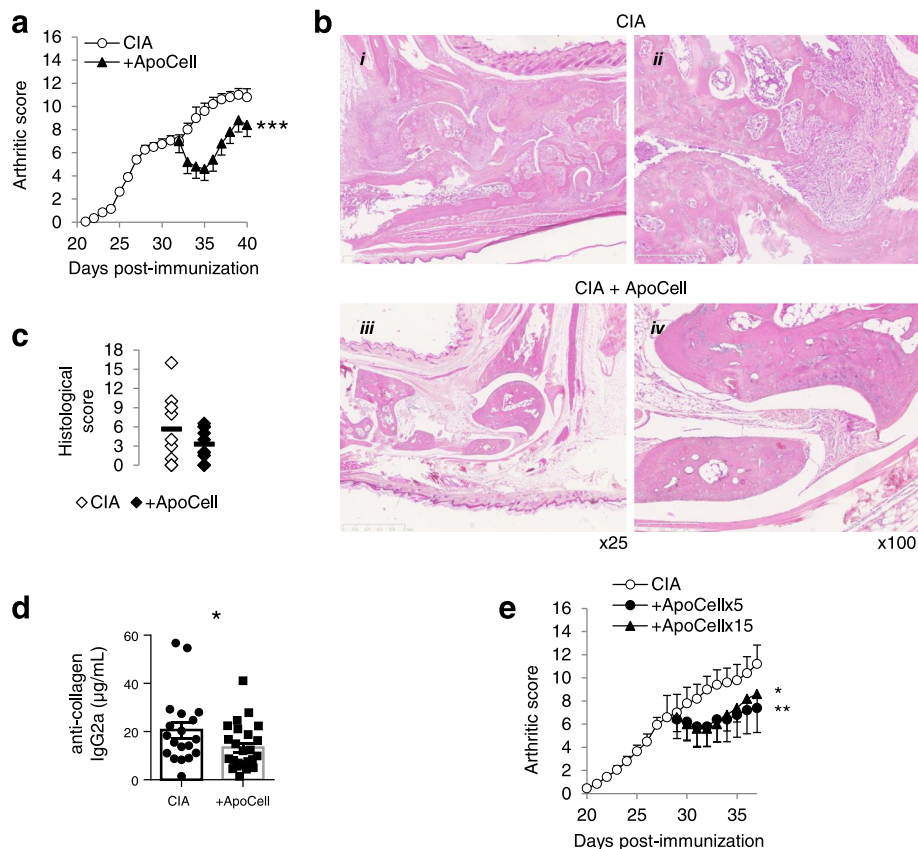 a
CIA
+ApoCell
16
14
12
10
8
6
4
2
0
Arthritic score
***
20 25 30 35 40
Days post-immunization
b
CIA
i
ii
CIA + ApoCell
iii
iv
x25
x100
c
18
15
12
9
6
3
0
Histological
score
CIA +ApoCell
d
*
60
40
20
0
anti-collagen
IgG2a (µg/mL)
CIA +ApoCell
e
CIA
+ApoCellx5
+ApoCellx15
16
14
12
10
8
6
4
2
0
Arthritic score
*
**
20 25 30 35
Days post-immunization